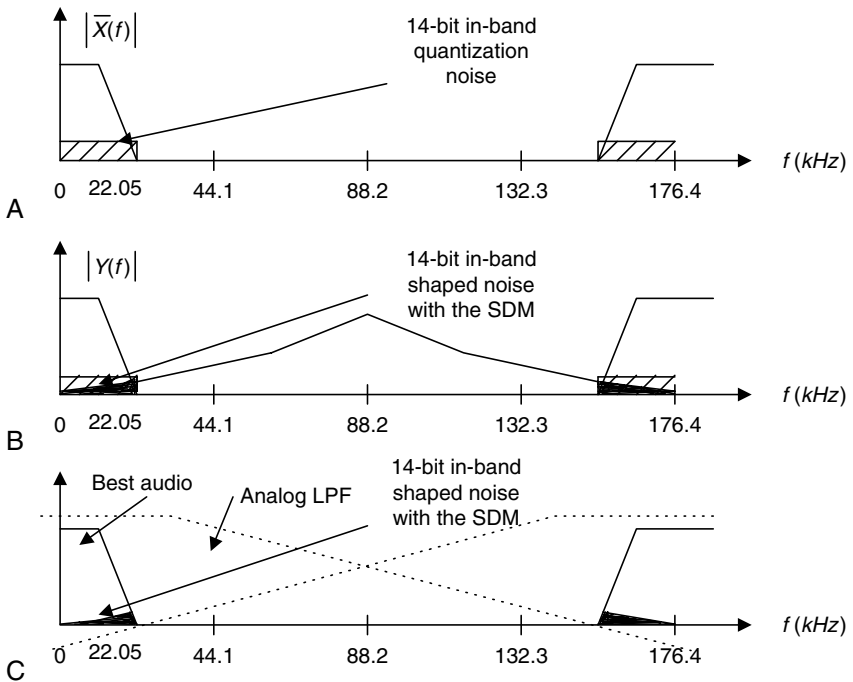 |X̅(f)|
14-bit in-band
quantization
noise
f (kHz)
0 22.05 44.1 88.2 132.3 176.4
A
|Y(f)|
14-bit in-band
shaped noise
with the SDM
f (kHz)
0 22.05 44.1 88.2 132.3 176.4
B
Best audio
Analog LPF
14-bit in-band
shaped noise
with the SDM
f (kHz)
0 22.05 44.1 88.2 132.3 176.4
C